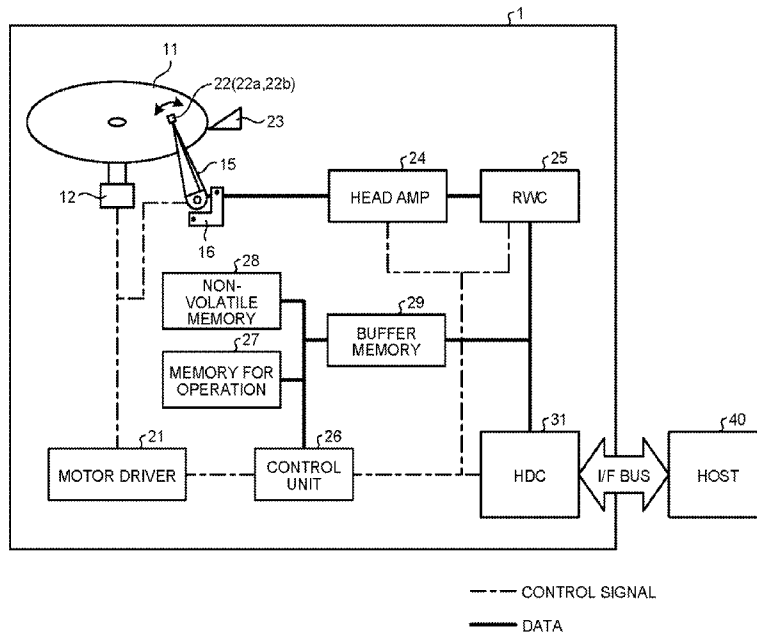 1
11
22(22a,22b)
23
15
12
16
24
HEAD AMP
25
RWC
28
NON-
VOLATILE
MEMORY
29
BUFFER
MEMORY
27
MEMORY FOR
OPERATION
21
MOTOR DRIVER
26
CONTROL
UNIT
31
HDC
I/F BUS
40
HOST
CONTROL SIGNAL
DATA